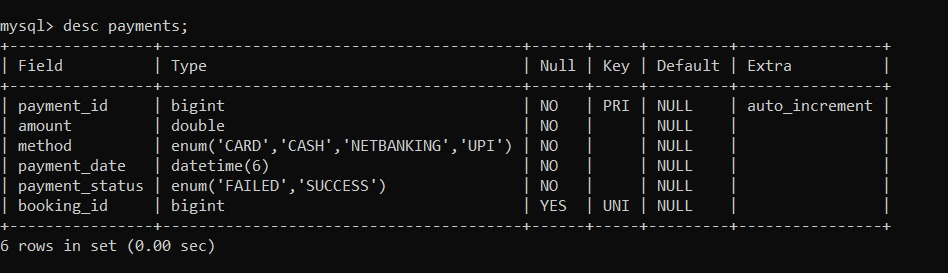 mysql> desc payments;
+----------------+---------------------------------------+------+-----+---------+----------------+
| Field          | Type                                  | Null | Key | Default | Extra          |
+----------------+---------------------------------------+------+-----+---------+----------------+
| payment_id     | bigint                                | NO   | PRI | NULL    | auto_increment |
| amount         | double                                | NO   |     | NULL    |                |
| method         | enum('CARD','CASH','NETBANKING','UPI') | NO   |     | NULL    |                |
| payment_date   | datetime(6)                           | NO   |     | NULL    |                |
| payment_status | enum('FAILED','SUCCESS')              | NO   |     | NULL    |                |
| booking_id     | bigint                                | YES  | UNI | NULL    |                |
+----------------+---------------------------------------+------+-----+---------+----------------+
6 rows in set (0.00 sec)